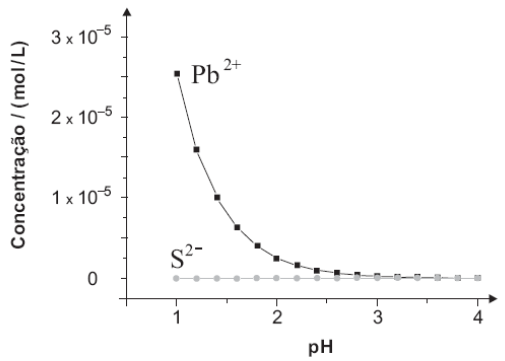 Concentração / (mol/L)
3 x 10⁻⁵
2 x 10⁻⁵
1 x 10⁻⁵
0
Pb²⁺
S²⁻
1 2 3 4
pH